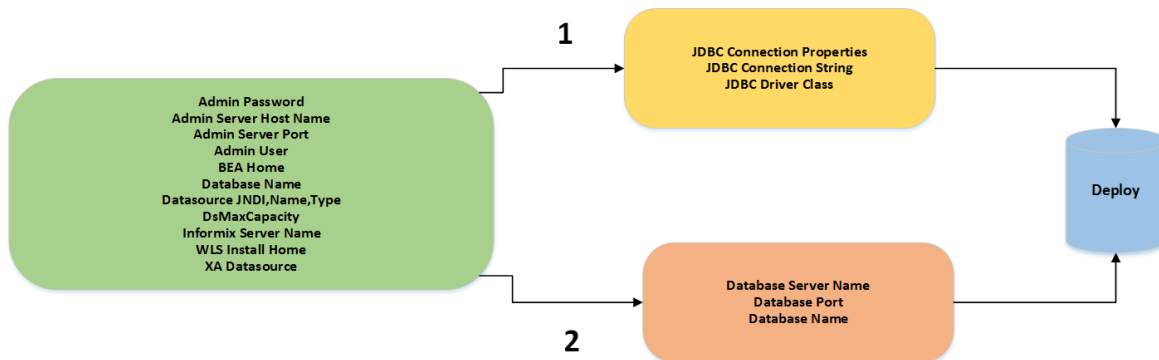 1
JDBC Connection Properties
JDBC Connection String
JDBC Driver Class
Admin Password
Admin Server Host Name
Admin Server Port
Admin User
BEA Home
Database Name
Datasource JNDI,Name,Type
DsMaxCapacity
Informix Server Name
WLS Install Home
XA Datasource
Deploy
Database Server Name
Database Port
Database Name
2